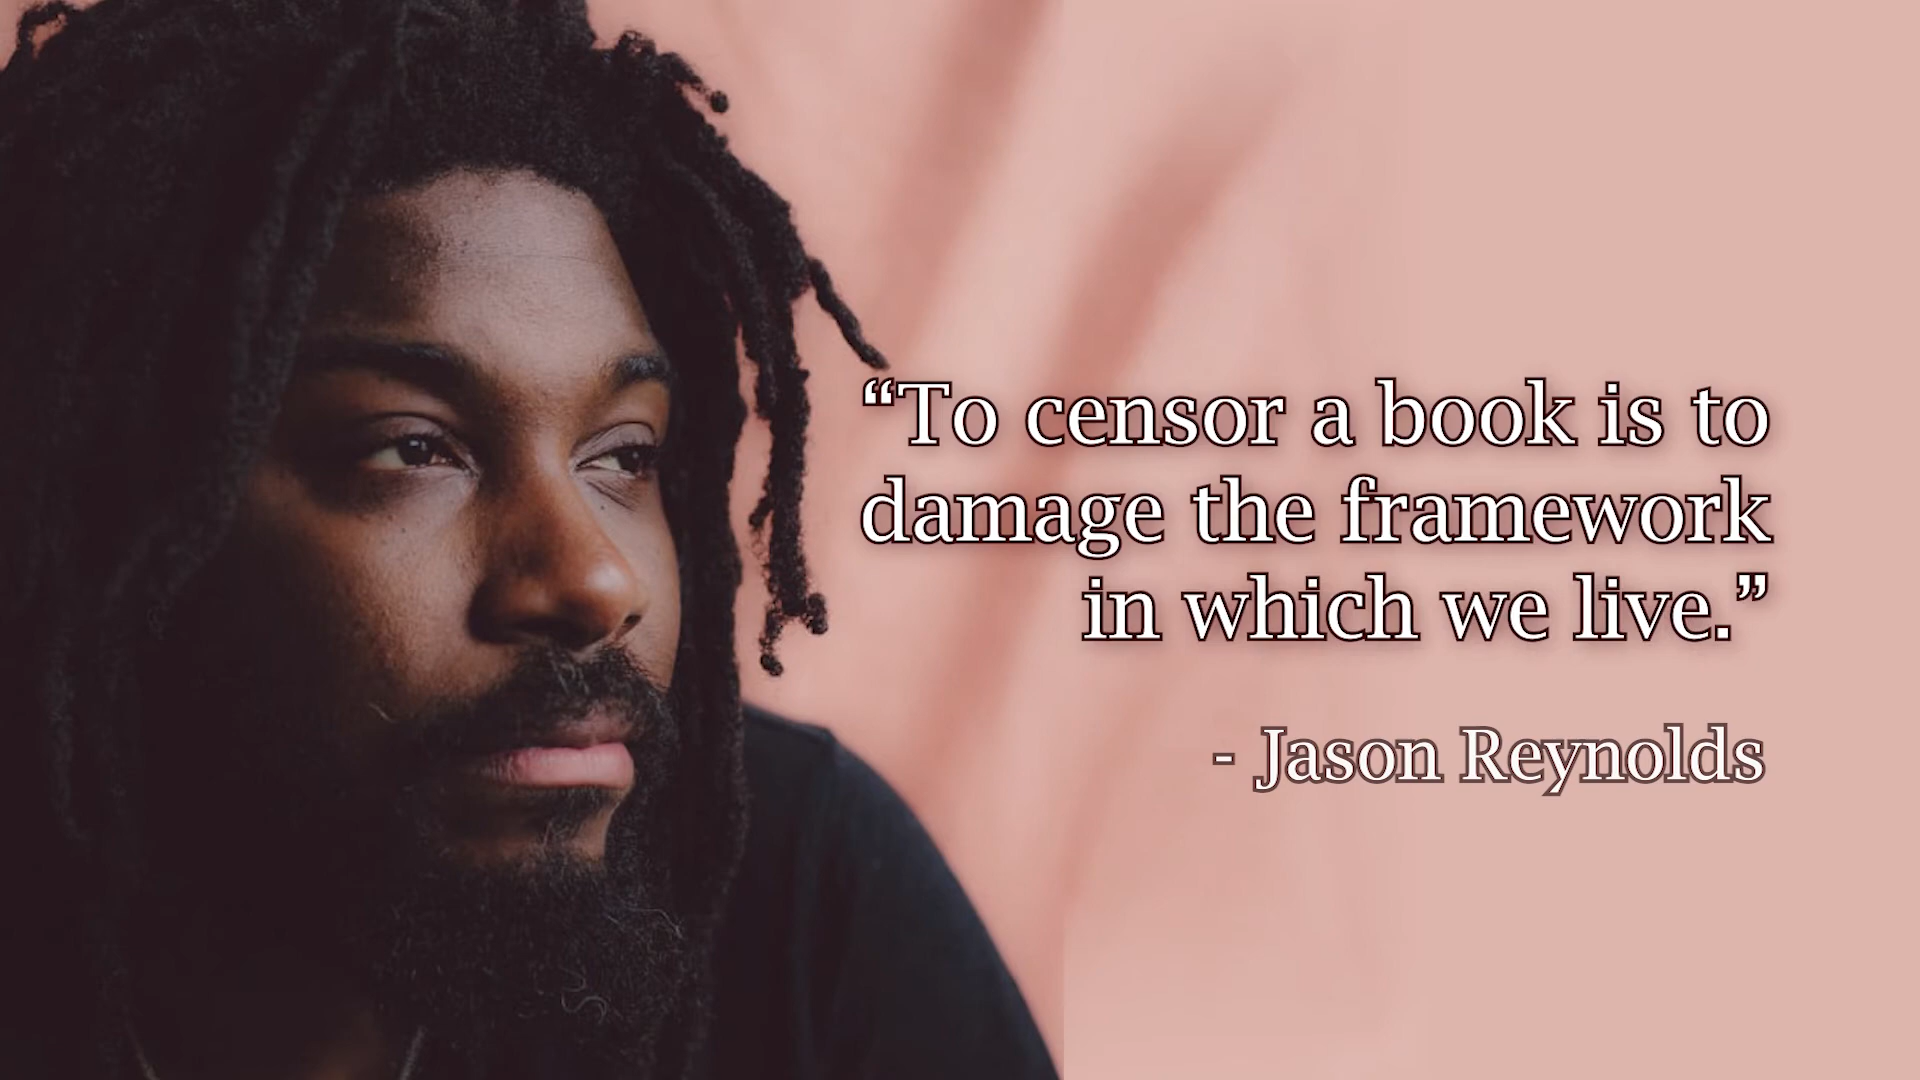 “To censor a book is to
damage the framework
in which we live.”
- Jason Reynolds